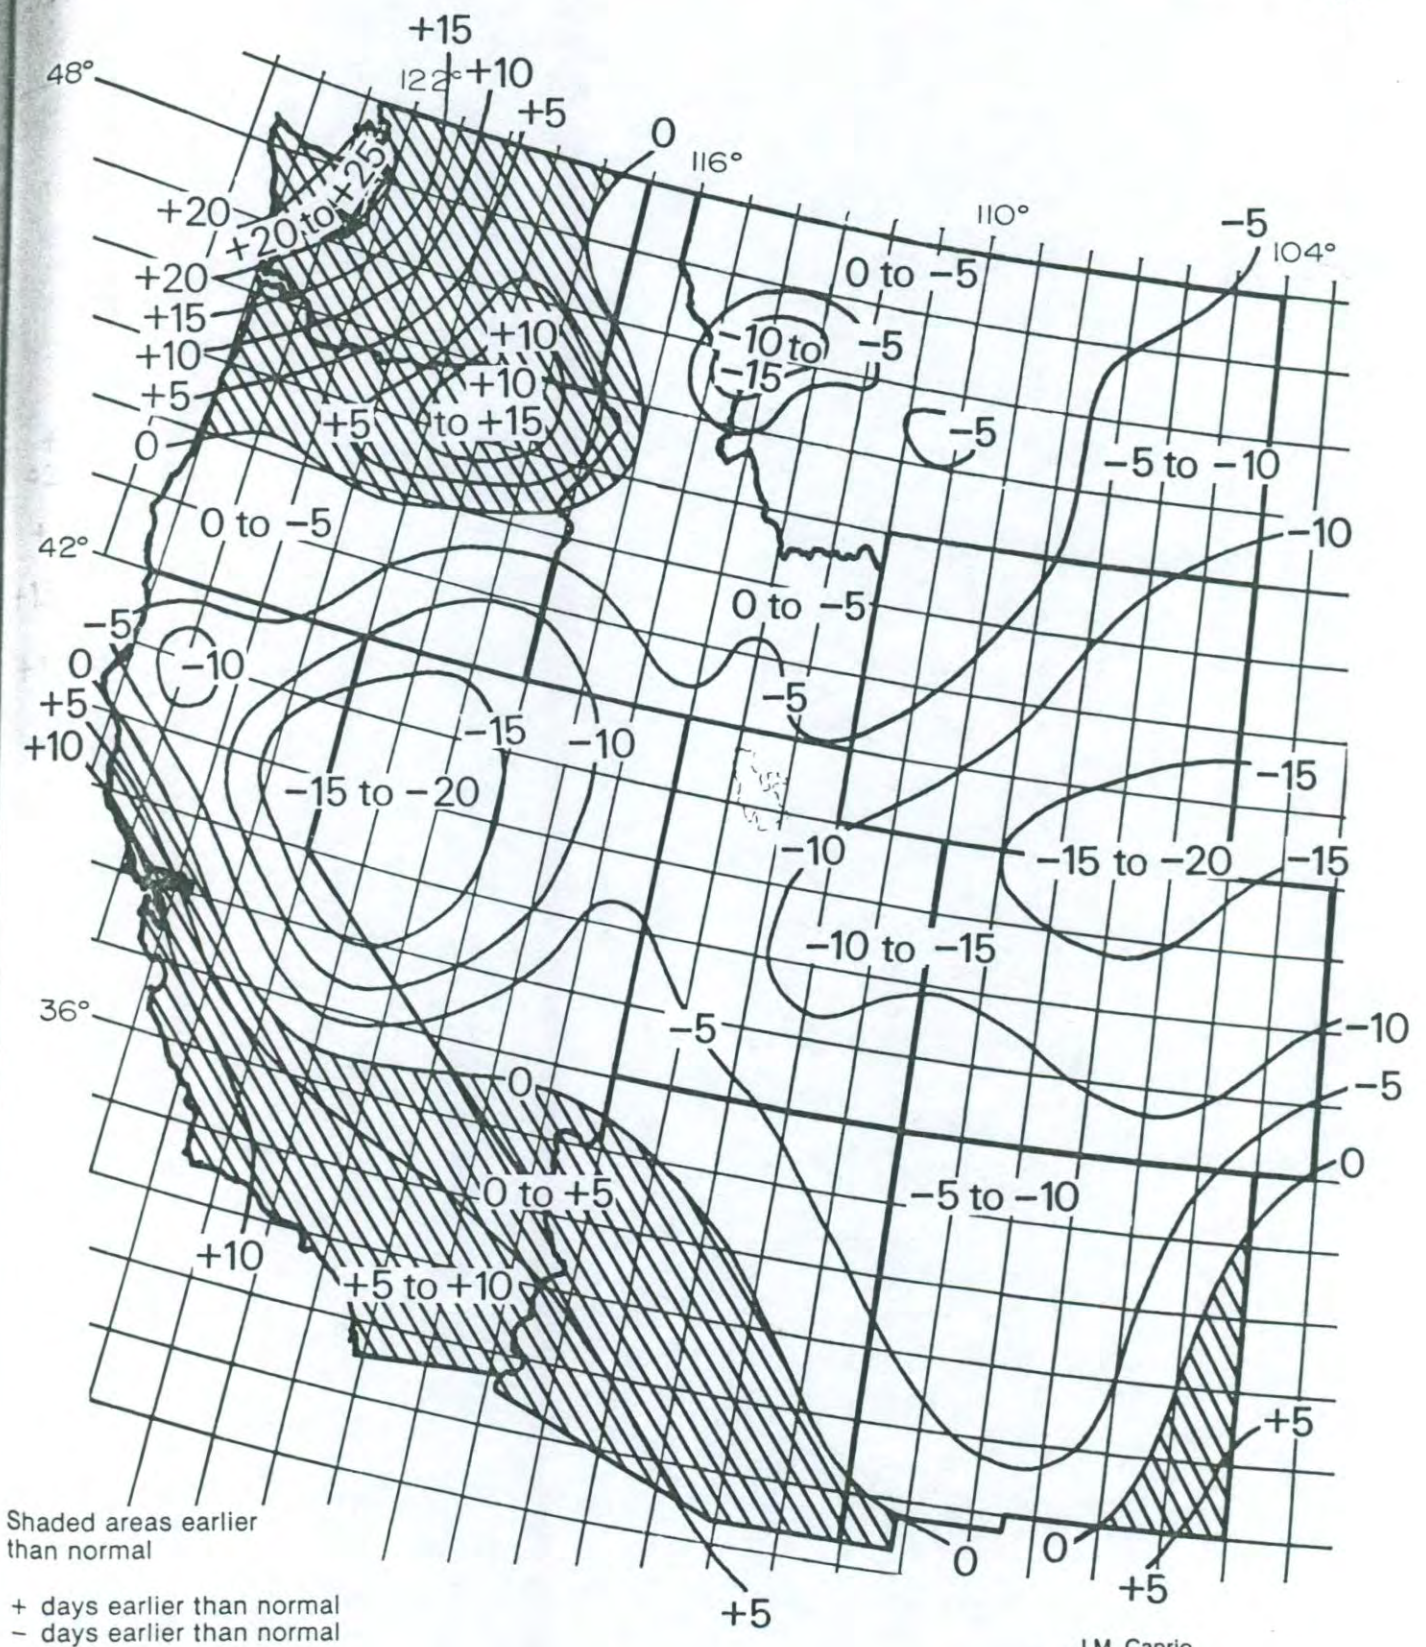 +15
48°
122°
+10
+5
0
116°
110°
-5
104°
+20
+20 to +25
0 to -5
+20
+15
+10
-10 to
-15
-5
+10
+10
to +15
+5
+5
-5
0
-5 to -10
0 to -5
-10
42°
0 to -5
-5
-10
0
-5
+5
-15
-10
+10
-15
-15 to -20
-10
-15 to -20
-15
-10 to -15
36°
-5
-10
0
-5
0
0 to +5
-5 to -10
+10
+5 to +10
+5
Shaded areas earlier
than normal
0
0
+5
+5
+ days earlier than normal
− days earlier than normal
J.M. Caprio